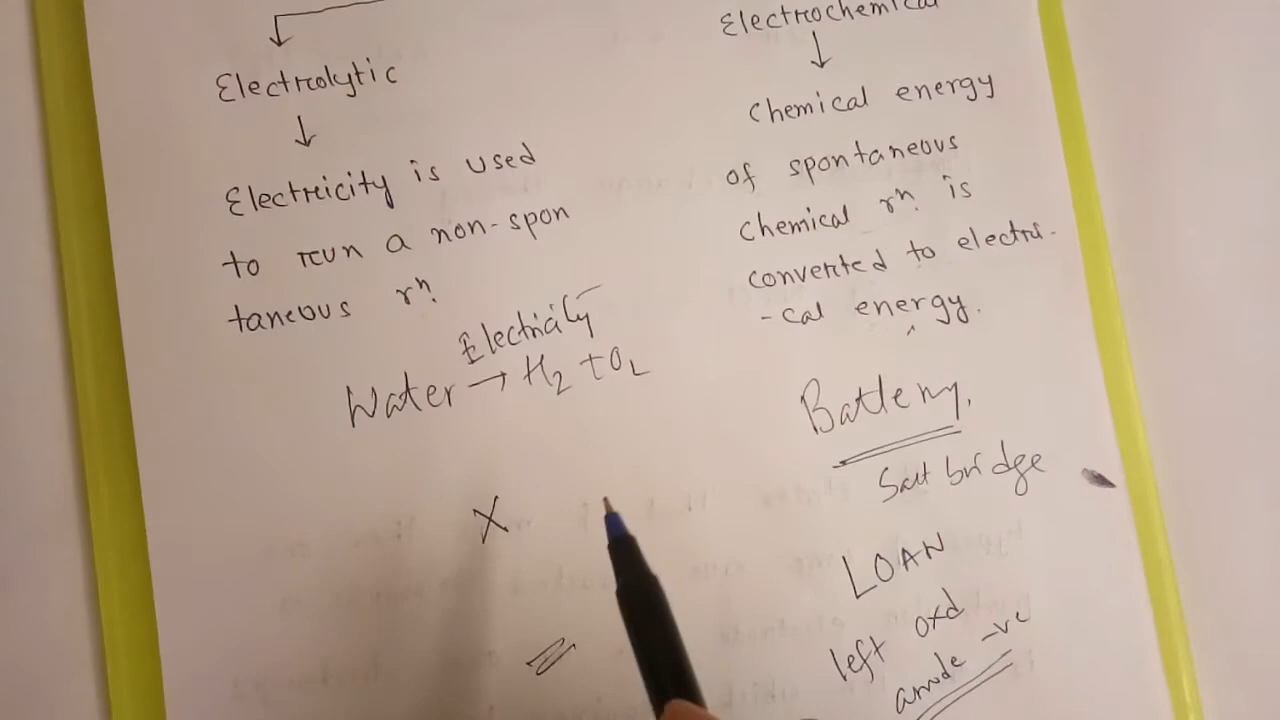 Electrolytic
Electricity is used
to run a non-spon
taneous rn.
Electricity
Water → H2 + O2
X
Electrochemical
Chemical energy
of spontaneous
chemical rn. is
converted to electri-
-cal energy.
Battery,
Salt bridge
LOAN
left oxd
anode -ve